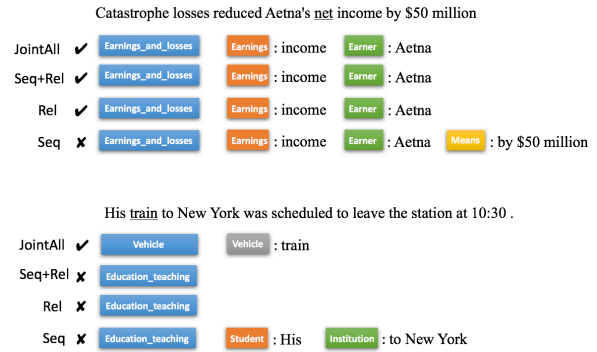 Catastrophe losses reduced Aetna's net income by $50 million
JointAll ✔ Earnings_and_losses Earnings : income Earner : Aetna
Seq+Rel ✔ Earnings_and_losses Earnings : income Earner : Aetna
Rel ✔ Earnings_and_losses Earnings : income Earner : Aetna
Seq ✘ Earnings_and_losses Earnings : income Earner : Aetna Means : by $50 million
His train to New York was scheduled to leave the station at 10:30 .
JointAll ✔ Vehicle Vehicle : train
Seq+Rel ✘ Education_teaching
Rel ✘ Education_teaching
Seq ✘ Education_teaching Student : His Institution : to New York